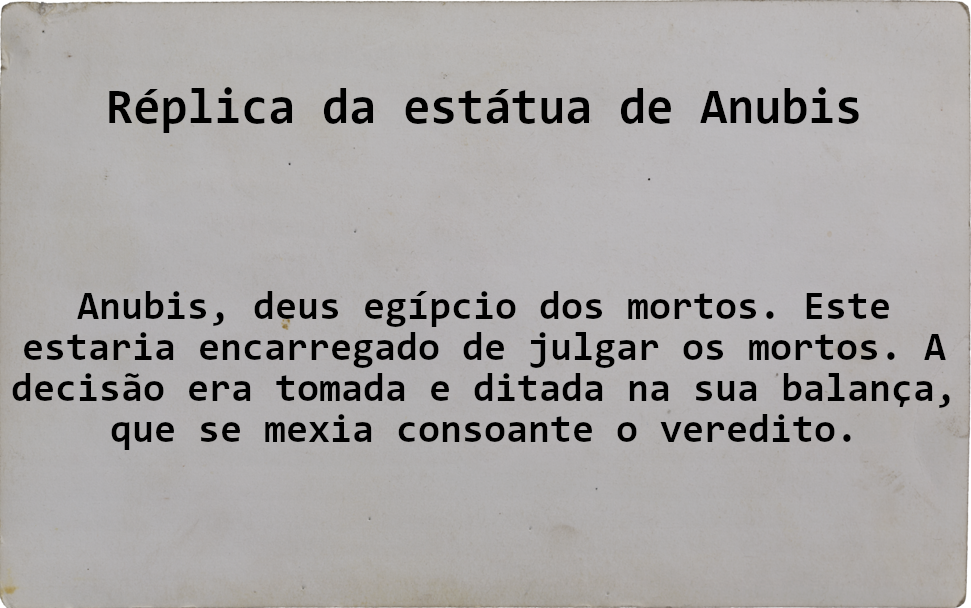 Réplica da estátua de Anubis
Anubis, deus egípcio dos mortos. Este
estaria encarregado de julgar os mortos. A
decisão era tomada e ditada na sua balança,
que se mexia consoante o veredito.